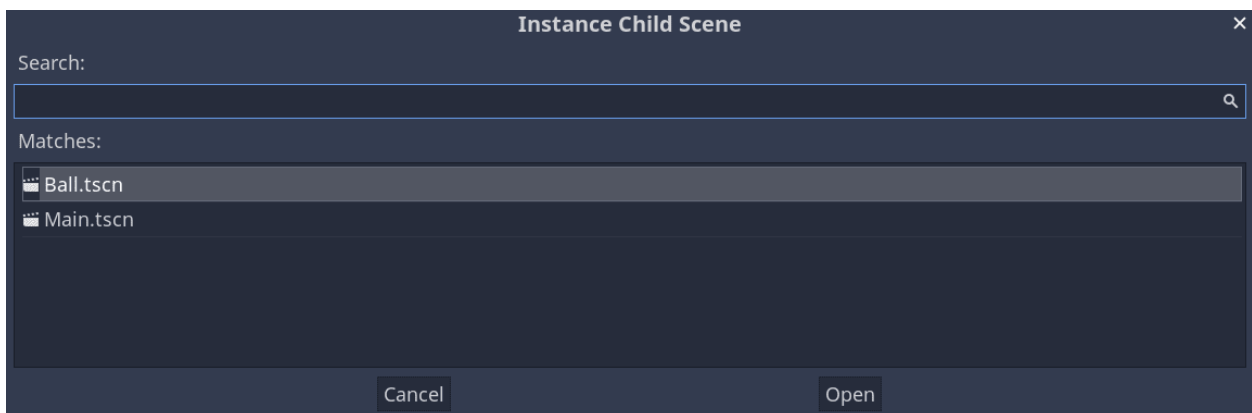 Instance Child Scene
Search:
Matches:
Ball.tscn
Main.tscn
Cancel Open